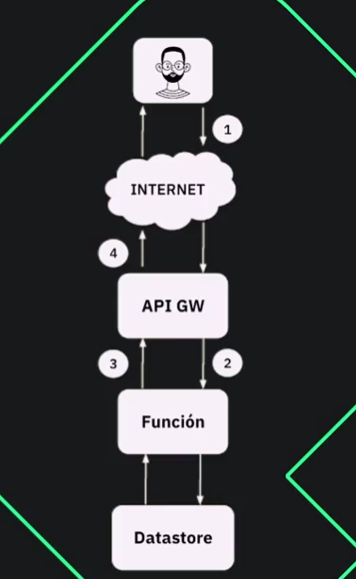 1
INTERNET
4
API GW
3
2
Función
Datastore